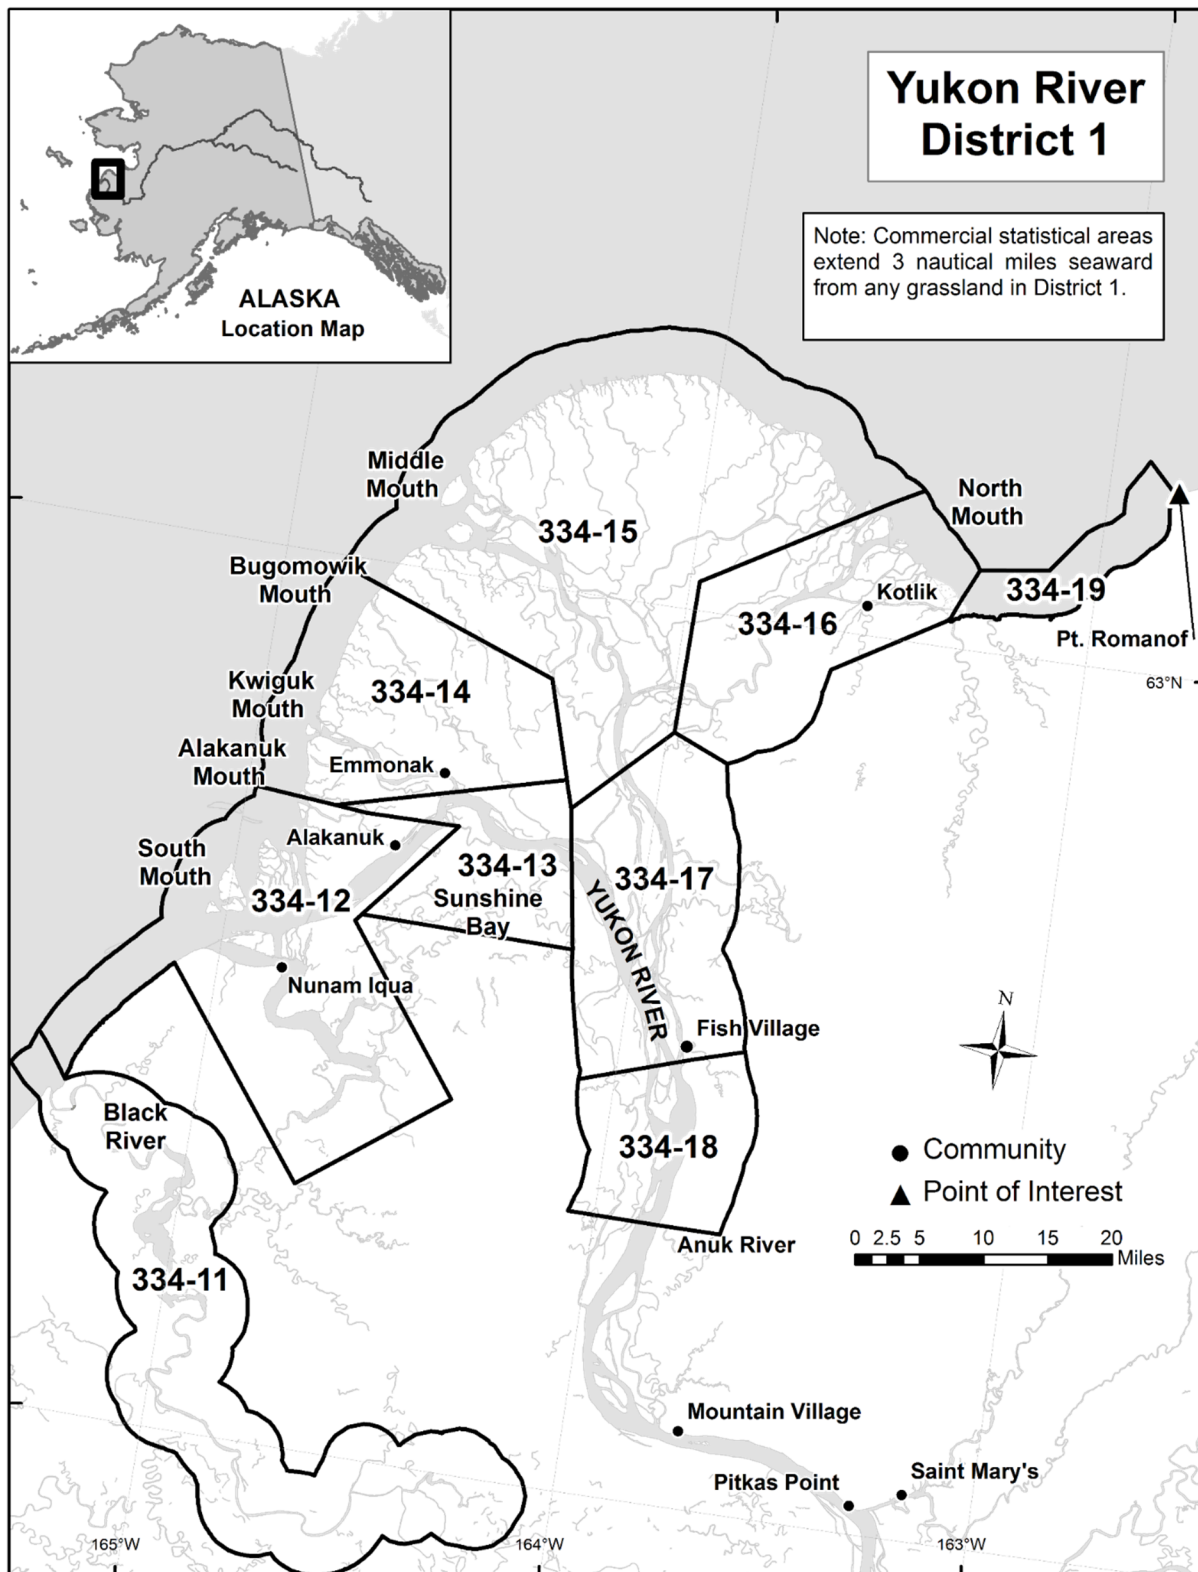 Yukon River
District 1
Note: Commercial statistical areas
extend 3 nautical miles seaward
from any grassland in District 1.
ALASKA
Location Map
Middle
Mouth
North
Mouth
334-15
Bugomowik
Mouth
334-19
Kotlik
334-16
Pt. Romanof
63°N
Kwiguk
Mouth
334-14
Alakanuk
Mouth
Emmonak
South
Mouth
Alakanuk
334-13
Sunshine
Bay
334-17
334-12
YUKON RIVER
Nunam Iqua
N
Fish Village
Black
River
334-18
Community
Point of Interest
Anuk River
0 2.5 5 10 15 20
Miles
334-11
Mountain Village
Pitkas Point
Saint Mary's
165°W
164°W
163°W